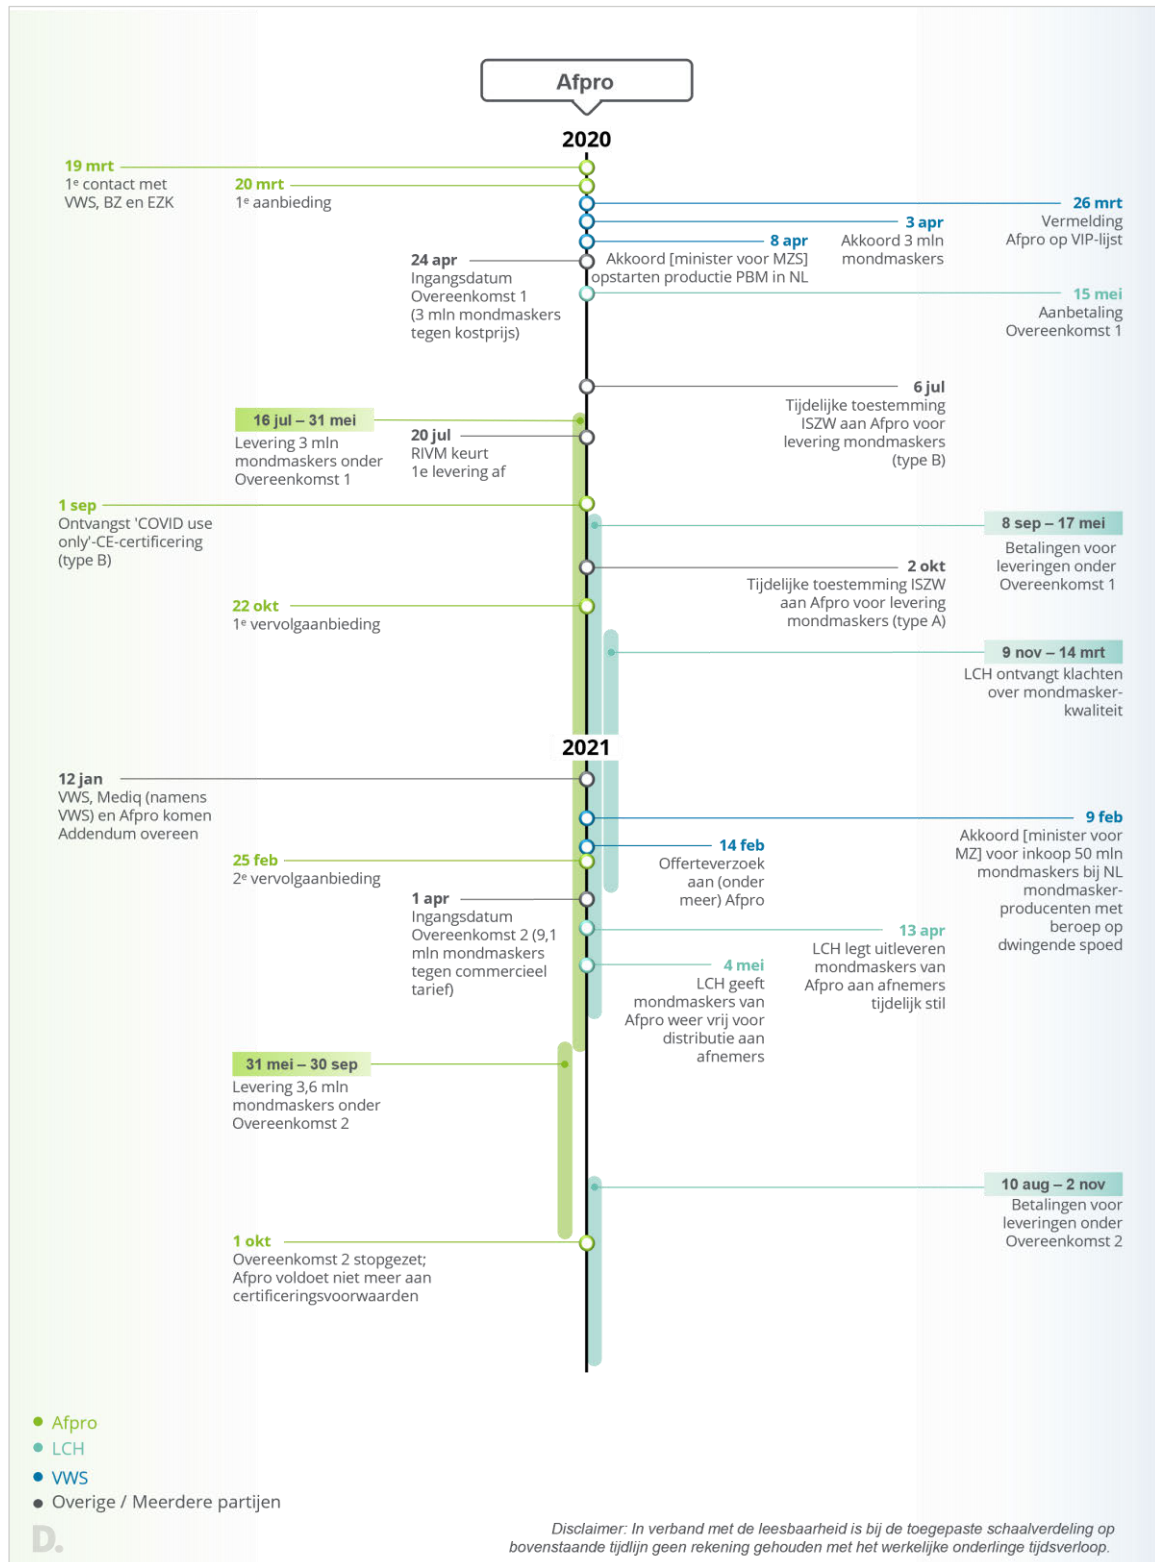 Afpro
2020
19 mrt
1e contact met
VWS, BZ en EZK
20 mrt
1e aanbieding
26 mrt
Vermelding
Afpro op VIP-lijst
3 apr
Akkoord 3 mln
mondmaskers
8 apr
Akkoord [minister voor MZS]
opstarten productie PBM in NL
24 apr
Ingangsdatum
Overeenkomst 1
(3 mln mondmaskers
tegen kostprijs)
15 mei
Aanbetaling
Overeenkomst 1
6 jul
Tijdelijke toestemming
ISZW aan Afpro voor
levering mondmaskers
(type B)
16 jul – 31 mei
Levering 3 mln
mondmaskers onder
Overeenkomst 1
20 jul
RIVM keurt
1e levering af
1 sep
Ontvangst 'COVID use
only'-CE-certificering
(type B)
8 sep – 17 mei
Betalingen voor
leveringen onder
Overeenkomst 1
2 okt
Tijdelijke toestemming ISZW
aan Afpro voor levering
mondmaskers (type A)
22 okt
1e vervolgaanbieding
9 nov – 14 mrt
LCH ontvangt klachten
over mondmasker-
kwaliteit
2021
12 jan
VWS, Mediq (namens
VWS) en Afpro komen
Addendum overeen
9 feb
Akkoord [minister voor
MZ] voor inkoop 50 mln
mondmaskers bij NL
mondmasker-
producenten met
beroep op
dwingende spoed
14 feb
Offerteverzoek
aan (onder
meer) Afpro
25 feb
2e vervolgaanbieding
1 apr
Ingangsdatum
Overeenkomst 2 (9,1
mln mondmaskers
tegen commercieel
tarief)
13 apr
LCH legt uitleveren
mondmaskers van
Afpro aan afnemers
tijdelijk stil
4 mei
LCH geeft
mondmaskers van
Afpro weer vrij voor
distributie aan
afnemers
31 mei – 30 sep
Levering 3,6 mln
mondmaskers onder
Overeenkomst 2
10 aug – 2 nov
Betalingen voor
leveringen onder
Overeenkomst 2
1 okt
Overeenkomst 2 stopgezet;
Afpro voldoet niet meer aan
certificeringsvoorwaarden
Afpro
LCH
VWS
Overige / Meerdere partijen
D.
Disclaimer: In verband met de leesbaarheid is bij de toegepaste schaalverdeling op
bovenstaande tijdlijn geen rekening gehouden met het werkelijke onderlinge tijdsverloop.